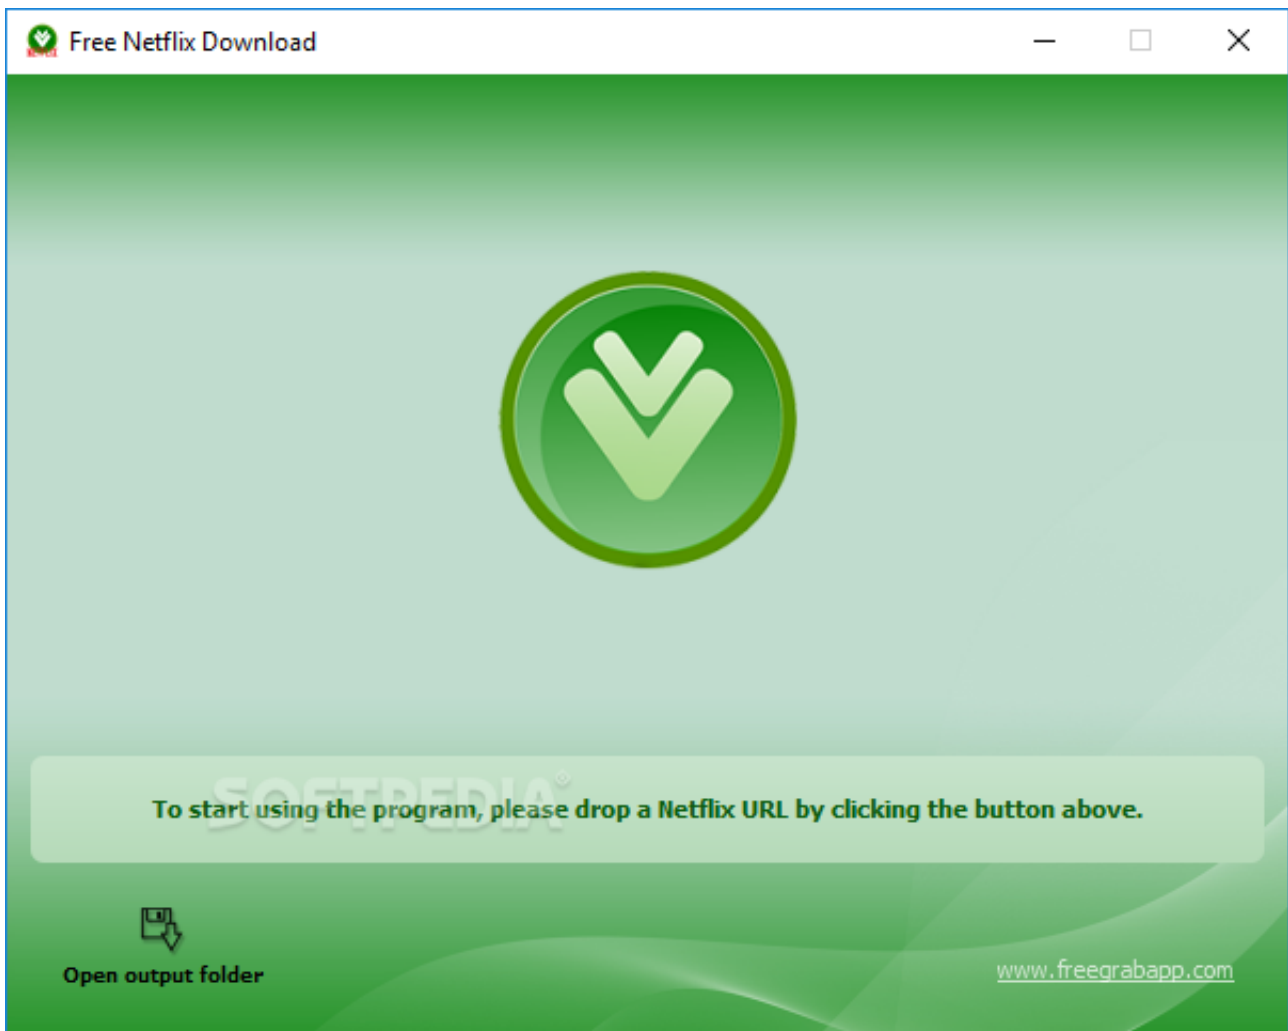 Free Netflix Download
SOFTPEDIA®
To start using the program, please drop a Netflix URL by clicking the button above.
Open output folder
www.freegrabapp.com